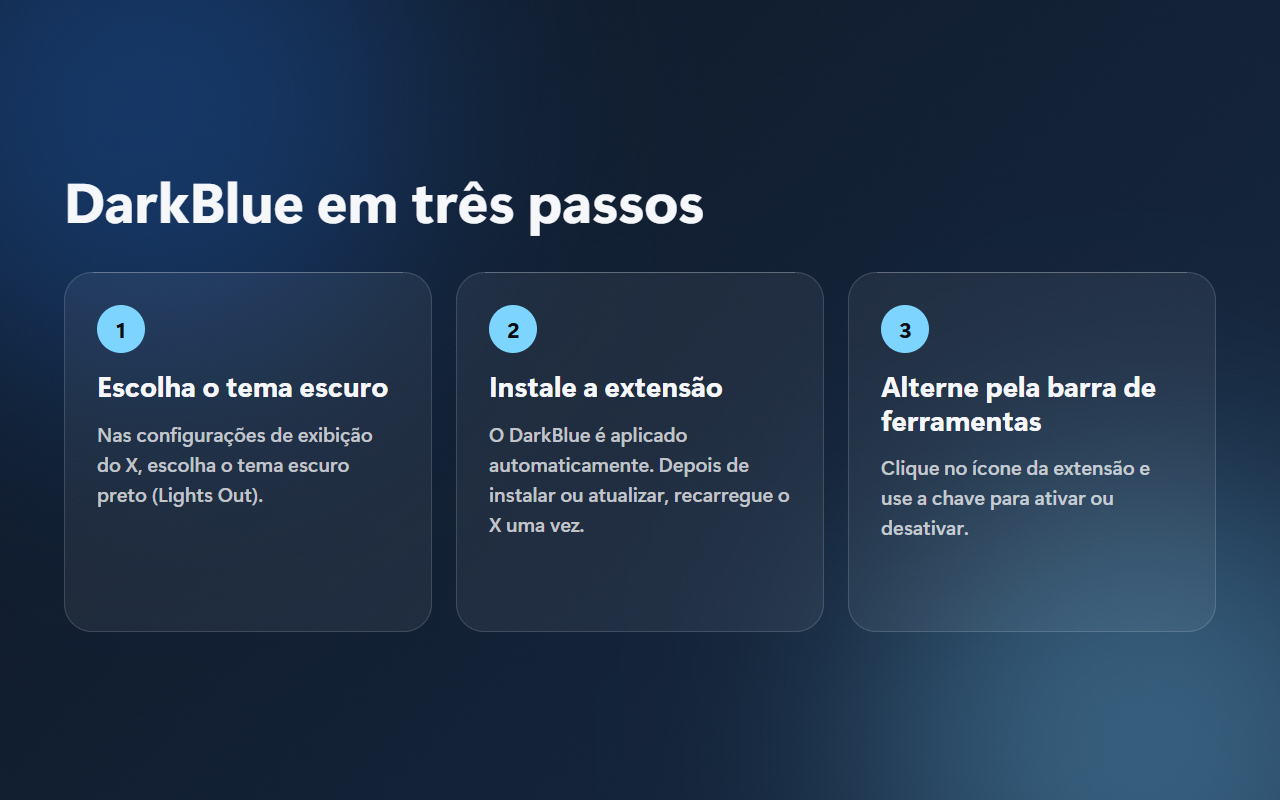 DarkBlue em três passos
1
Escolha o tema escuro
Nas configurações de exibição
do X, escolha o tema escuro
preto (Lights Out).
2
Instale a extensão
O DarkBlue é aplicado
automaticamente. Depois de
instalar ou atualizar, recarregue o
X uma vez.
3
Alterne pela barra de
ferramentas
Clique no ícone da extensão e
use a chave para ativar ou
desativar.